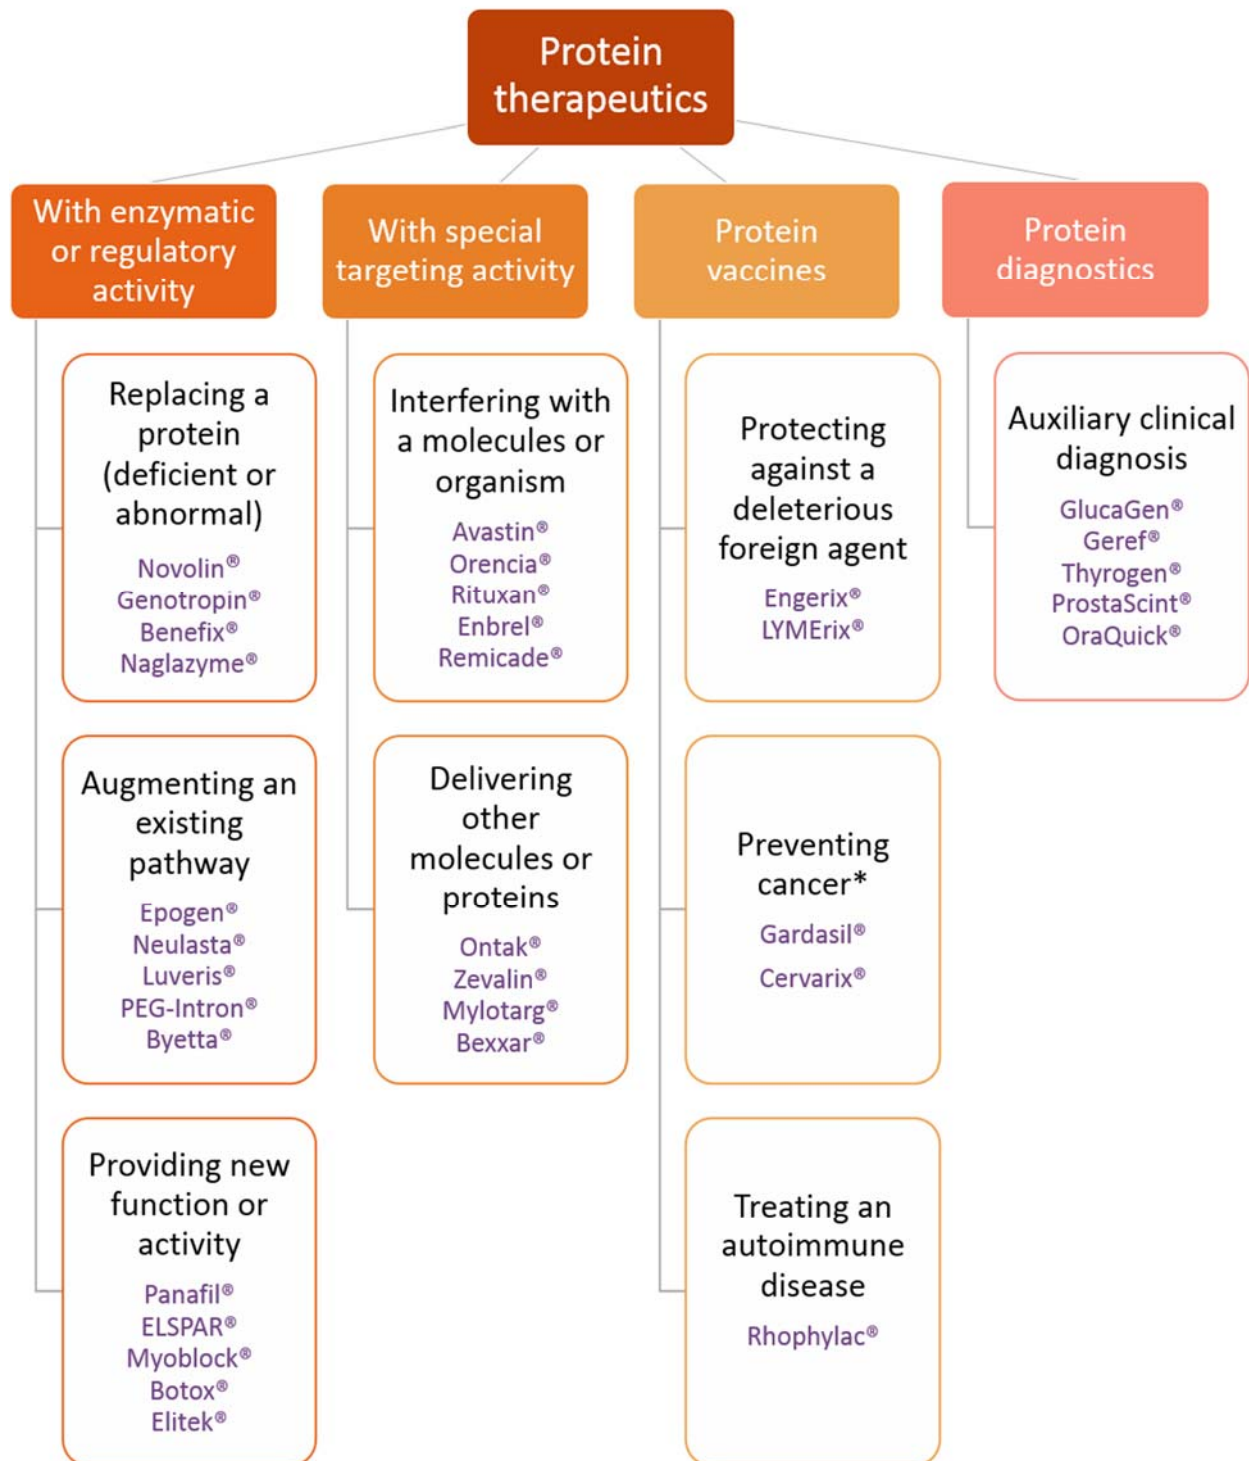 Protein
therapeutics
With enzymatic
or regulatory
activity
Replacing a
protein
(deficient or
abnormal)
Novolin®
Genotropin®
Benefix®
Naglazyme®
Augmenting an
existing
pathway
Epogen®
Neulasta®
Luveris®
PEG-Intron®
Byetta®
Providing new
function or
activity
Panafil®
ELSPAR®
Myoblock®
Botox®
Elitek®
With special
targeting activity
Interfering with
a molecules or
organism
Avastin®
Orencia®
Rituxan®
Enbrel®
Remicade®
Delivering
other
molecules or
proteins
Ontak®
Zevalin®
Mylotarg®
Bexxar®
Protein
vaccines
Protecting
against a
deleterious
foreign agent
Engerix®
LYMErix®
Preventing
cancer*
Gardasil®
Cervarix®
Treating an
autoimmune
disease
Rhophylac®
Protein
diagnostics
Auxiliary clinical
diagnosis
GlucaGen®
Geref®
Thyrogen®
ProstaScint®
OraQuick®